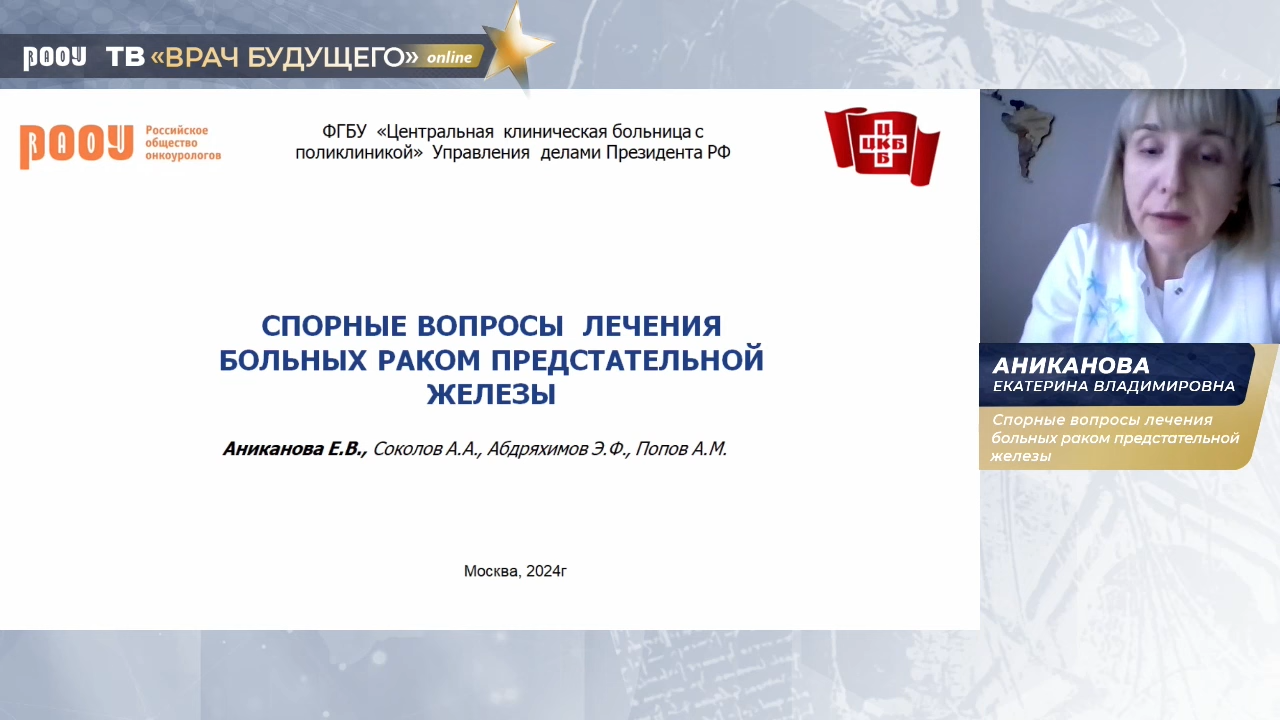 РООУ ТВ «ВРАЧ БУДУЩЕГО» online
РООУ
RAOU
Российское
общество
онкоурологов
ФГБУ «Центральная клиническая больница с
поликлиникой» Управления делами Президента РФ
Ц
ЦКБ
Б
СПОРНЫЕ ВОПРОСЫ ЛЕЧЕНИЯ
БОЛЬНЫХ РАКОМ ПРЕДСТАТЕЛЬНОЙ
ЖЕЛЕЗЫ
Аниканова Е.В., Соколов А.А., Абдряхимов Э.Ф., Попов А.М.
Москва, 2024г
АНИКАНОВА
ЕКАТЕРИНА ВЛАДИМИРОВНА
Спорные вопросы лечения
больных раком предстательной
железы